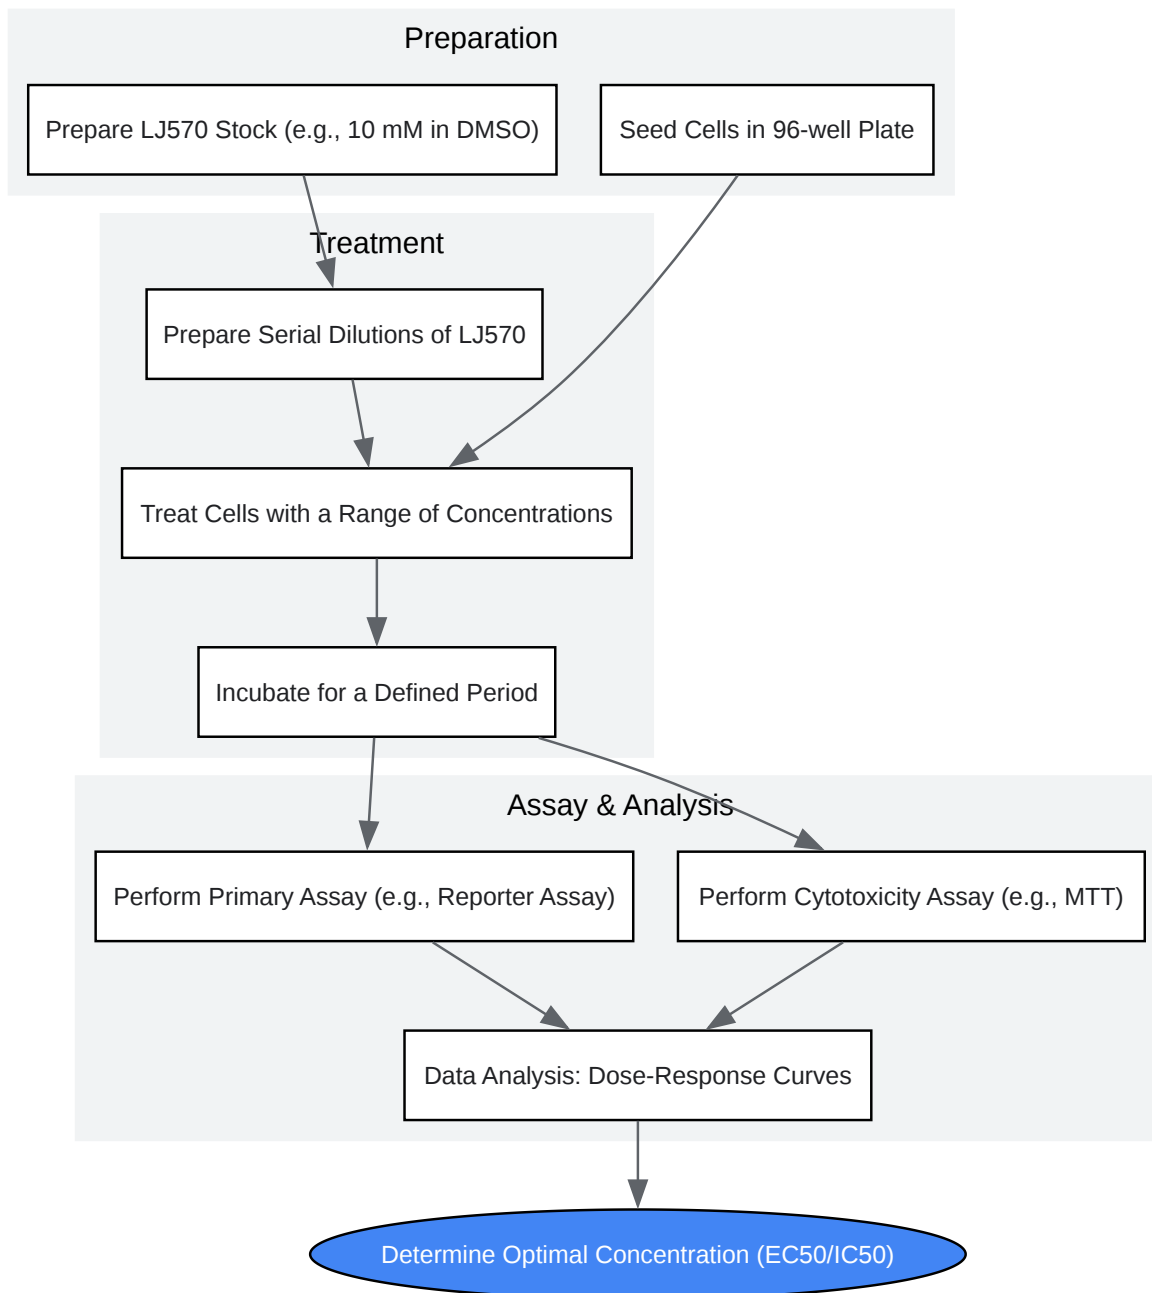 Preparation
Prepare LJ570 Stock (e.g., 10 mM in DMSO)
Seed Cells in 96-well Plate
Treatment
Prepare Serial Dilutions of LJ570
Treat Cells with a Range of Concentrations
Incubate for a Defined Period
Assay & Analysis
Perform Primary Assay (e.g., Reporter Assay)
Perform Cytotoxicity Assay (e.g., MTT)
Data Analysis: Dose-Response Curves
Determine Optimal Concentration (EC50/IC50)